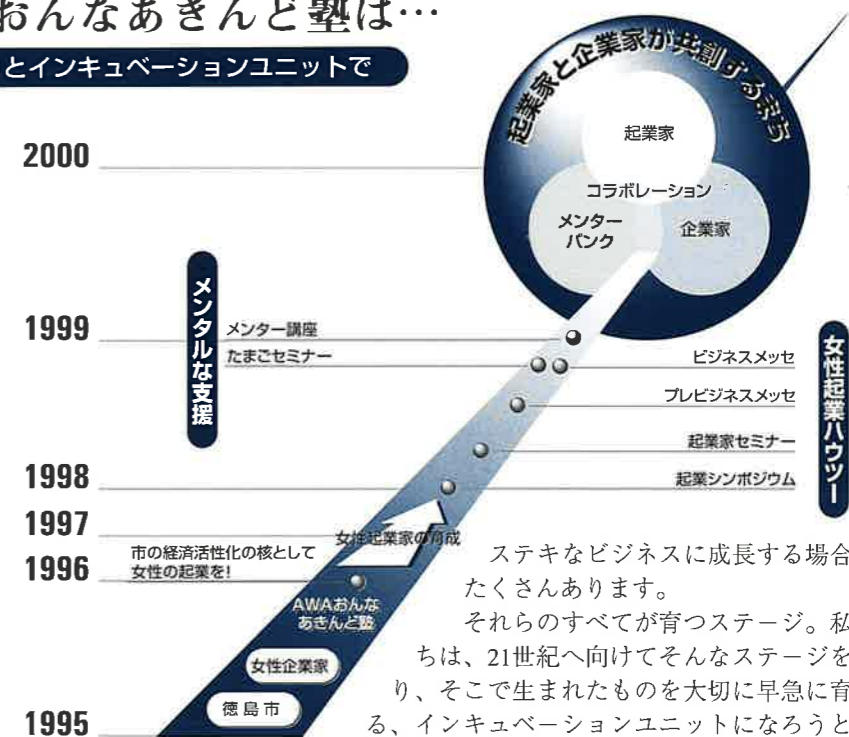 おんなあきんど塾は…
とインキュベーションユニットで
起業家と企業家が共創するまち
起業家
コラボレーション
メンター
バンク
企業家
2000
メンタルな支援
1999
メンター講座
たまごセミナー
ビジネスメッセ
プレビジネスメッセ
起業家セミナー
起業シンポジウム
女性起業ハウツー
1998
1997
女性起業家の育成
1996
市の経済活性化の核として
女性の起業を!
AWAおんな
あきんど塾
女性企業家
徳島市
1995
ステキなビジネスに成長する場合
たくさんあります。
それらのすべてが育つステージ。私
ちは、21世紀へ向けてそんなステージを
り、そこで生まれたものを大切に早急に育
る、インキュベーションユニットになろうと